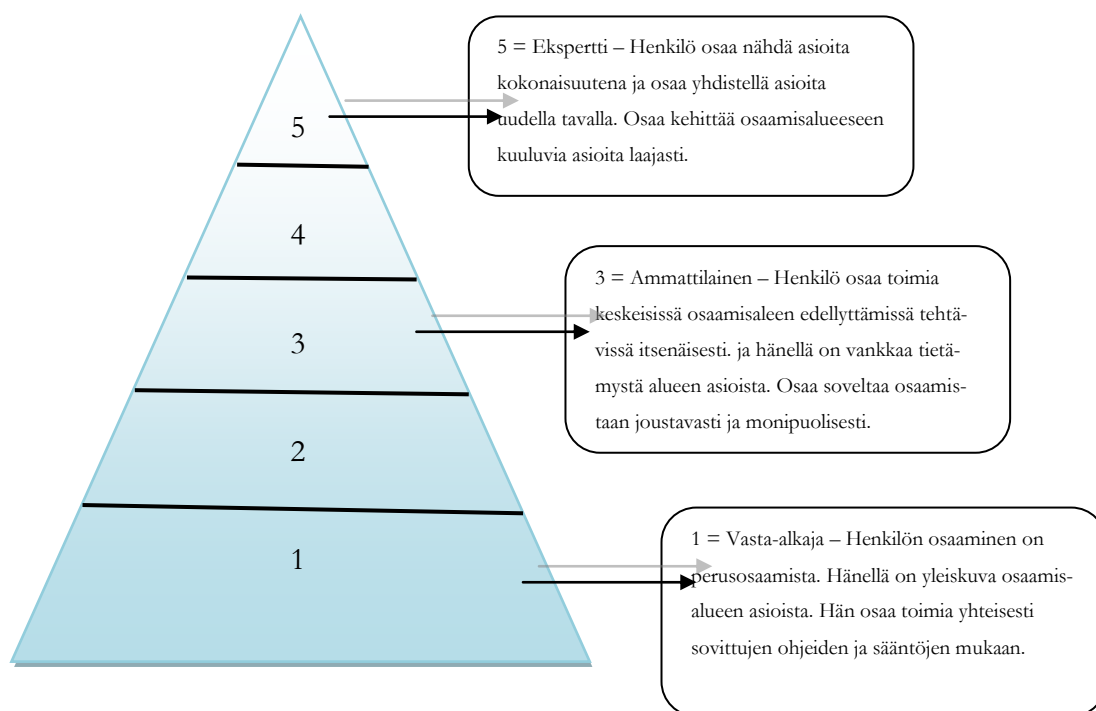 5 = Ekspertti – Henkilö osaa nähdä asioita
kokonaisuutena ja osaa yhdistellä asioita
uudella tavalla. Osaa kehittää osaamisalueeseen
kuuluvia asioita laajasti.
5
4
3 = Ammattilainen – Henkilö osaa toimia
keskeisissä osaamisaleen edellyttämissä tehtä-
vissä itsenäisesti. ja hänellä on vankkaa tietä-
mystä alueen asioista. Osaa soveltaa osaamis-
taan joustavasti ja monipuolisesti.
3
2
1 = Vasta-alkaja – Henkilön osaaminen on
perusosaamista. Hänellä on yleiskuva osaamis-
alueen asioista. Hän osaa toimia yhteisesti
sovittujen ohjeiden ja sääntöjen mukaan.
1